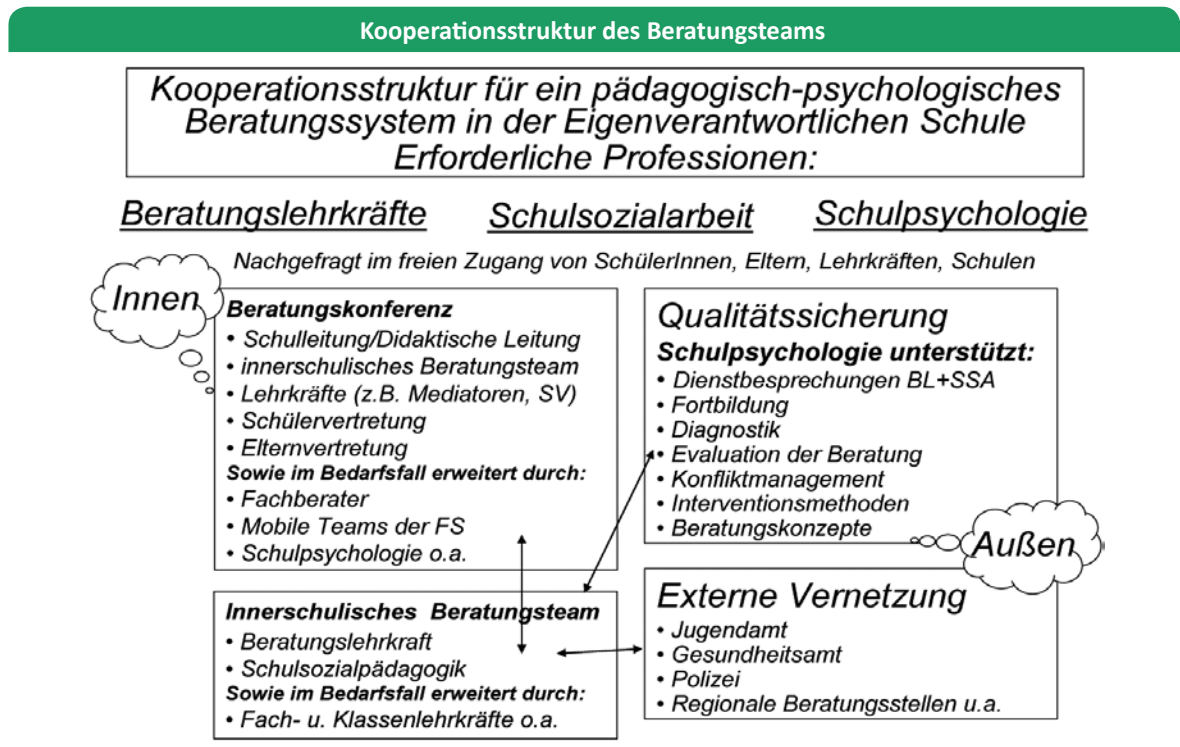 Kooperationsstruktur des Beratungsteams
Kooperationsstruktur für ein pädagogisch-psychologisches
Beratungssystem in der Eigenverantwortlichen Schule
Erforderliche Professionen:
Beratungslehrkräfte Schulsozialarbeit Schulpsychologie
Nachgefragt im freien Zugang von SchülerInnen, Eltern, Lehrkräften, Schulen
Innen
Beratungskonferenz
• Schulleitung/Didaktische Leitung
• innerschulisches Beratungsteam
• Lehrkräfte (z.B. Mediatoren, SV)
• Schülervertretung
• Elternvertretung
Sowie im Bedarfsfall erweitert durch:
• Fachberater
• Mobile Teams der FS
• Schulpsychologie o.a.
Innerschulisches Beratungsteam
• Beratungslehrkraft
• Schulsozialpädagogik
Sowie im Bedarfsfall erweitert durch:
• Fach- u. Klassenlehrkräfte o.a.
Qualitätssicherung
Schulpsychologie unterstützt:
• Dienstbesprechungen BL+SSA
• Fortbildung
• Diagnostik
• Evaluation der Beratung
• Konfliktmanagement
• Interventionsmethoden
• Beratungskonzepte
Außen
Externe Vernetzung
• Jugendamt
• Gesundheitsamt
• Polizei
• Regionale Beratungsstellen u.a.